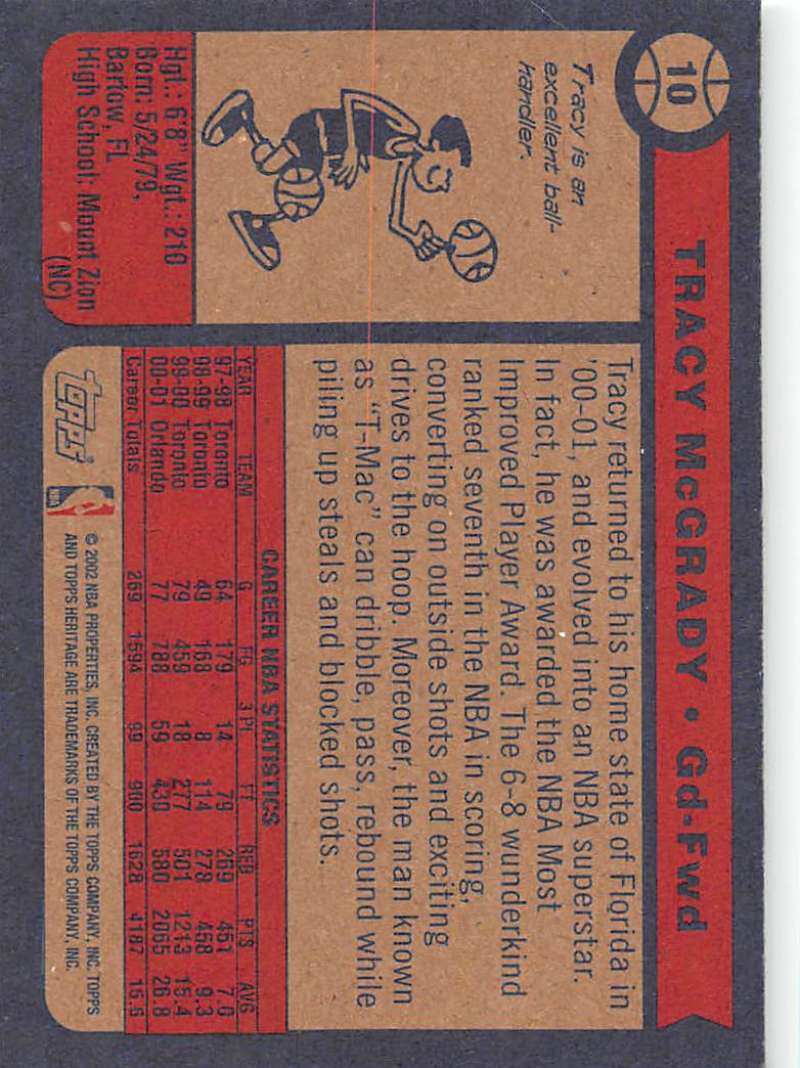 10
TRACY McGRADY • Gd-Fwd
Tracy is an
excellent ball-
handler.
Hgt.: 6'8" Wgt.: 210
Born: 5/24/79,
Bartow, FL
High School: Mount Zion
(NC)
Tracy returned to his home state of Florida in
'00-01, and evolved into an NBA superstar.
In fact, he was awarded the NBA Most
Improved Player Award. The 6-8 wunderkind
ranked seventh in the NBA in scoring,
converting on outside shots and exciting
drives to the hoop. Moreover, the man known
as "T-Mac" can dribble, pass, rebound while
piling up steals and blocked shots.
CAREER NBA STATISTICS
YEAR TEAM G FG 3 PT FT REB PTS AVG
97-98 Toronto 64 179 14 79 269 451 7.0
98-99 Toronto 49 168 8 114 278 458 9.3
99-00 Toronto 79 459 18 277 501 1213 15.4
00-01 Orlando 77 788 59 430 580 2065 26.8
Career Totals 269 1594 99 900 1628 4187 15.6
topps NBA
© 2002 NBA PROPERTIES, INC. CREATED BY THE TOPPS COMPANY, INC. TOPPS
AND TOPPS HERITAGE ARE TRADEMARKS OF THE TOPPS COMPANY, INC.